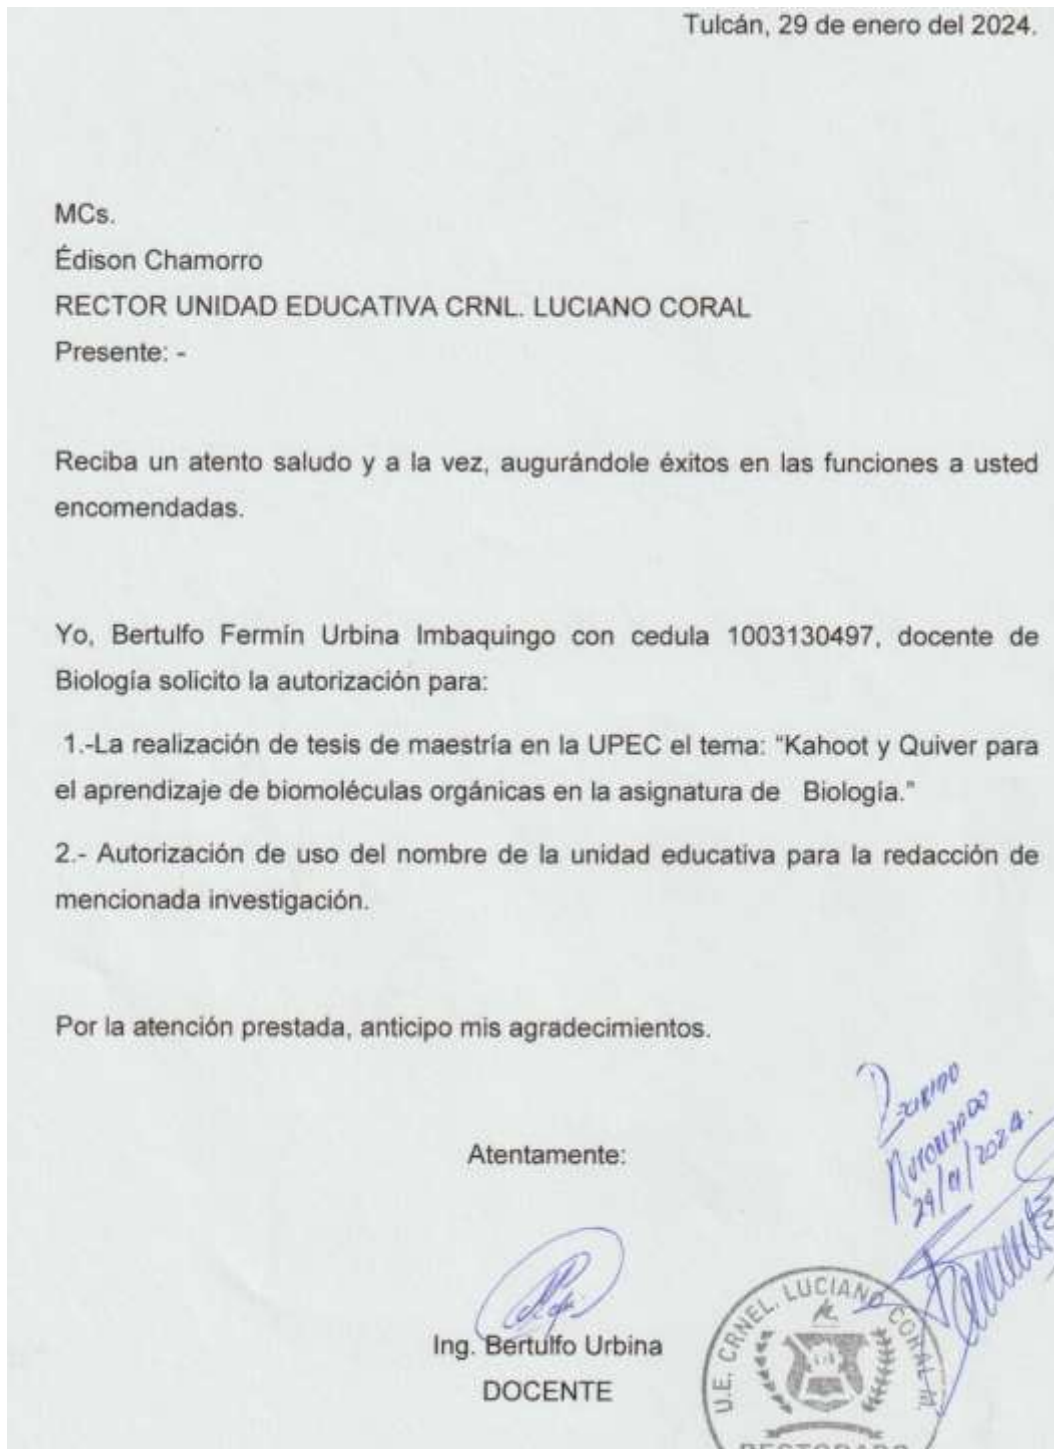 Tulcán, 29 de enero del 2024.
MCs.
Édison Chamorro
RECTOR UNIDAD EDUCATIVA CRNL. LUCIANO CORAL
Presente: -
Reciba un atento saludo y a la vez, augurándole éxitos en las funciones a usted
encomendadas.
Yo, Bertulfo Fermín Urbina Imbaquingo con cedula 1003130497, docente de
Biología solicito la autorización para:
1.-La realización de tesis de maestría en la UPEC el tema: “Kahoot y Quiver para
el aprendizaje de biomoléculas orgánicas en la asignatura de   Biología.”
2.- Autorización de uso del nombre de la unidad educativa para la redacción de
mencionada investigación.
Por la atención prestada, anticipo mis agradecimientos.
Recibido
Autorizado
29/01/2024.
Atentamente:
Ing. Bertulfo Urbina
DOCENTE
U.E. CRNEL. LUCIANO CORAL
RECTORADO